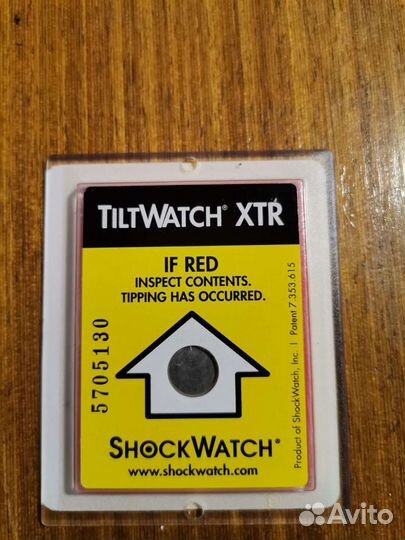 TILTWATCH® XTR
IF RED
INSPECT CONTENTS.
TIPPING HAS OCCURRED.
5705130
SHOCKWATCH®
www.shockwatch.com
Product of ShockWatch, Inc. | Patent 7 353 615
Avito